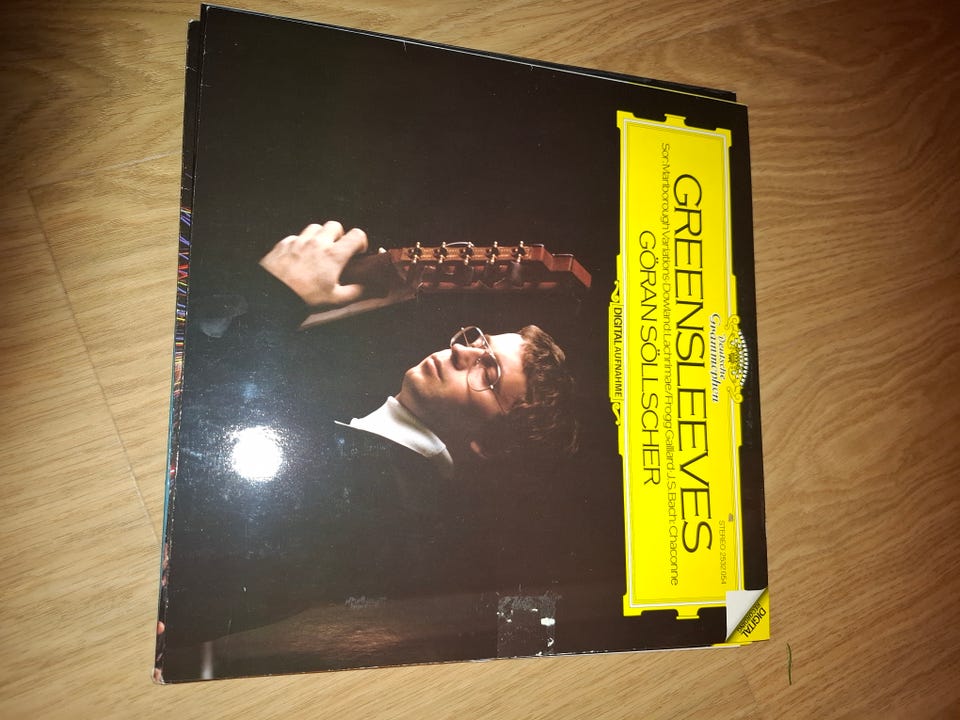 Deutsche
Grammophon
STEREO 2532 054
GREENSLEEVES
Sor: Marlborough Variations · Dowland: Lachrimae/Frogg Galliard · J.S. Bach: Chaconne
GÖRAN SÖLLSCHER
DIGITAL AUFNAHME
DIGITAL
RECORDING